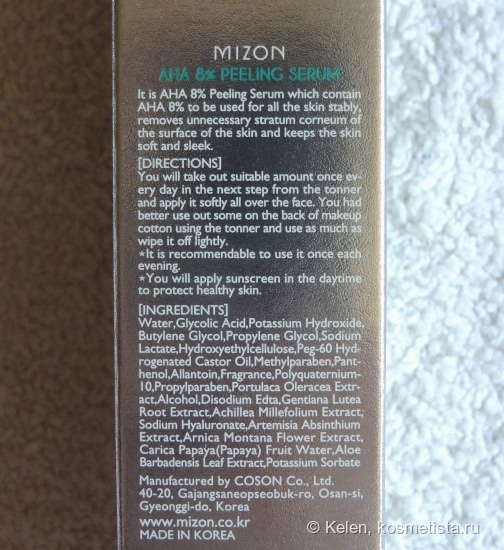 MIZON
AHA 8% PEELING SERUM
It is AHA 8% Peeling Serum which contain
AHA 8% to be used for all the skin stably,
removes unnecessary stratum corneum of
the surface of the skin and keeps the skin
soft and sleek.
[DIRECTIONS]
You will take out suitable amount once ev-
ery day in the next step from the tonner
and apply it softly all over the face. You had
better use out some on the back of makeup
cotton using the tonner and use as much as
wipe it off lightly.
*It is recommendable to use it once each
evening.
*You will apply sunscreen in the daytime
to protect healthy skin.
[INGREDIENTS]
Water,Glycolic Acid,Potassium Hydroxide,
Butylene Glycol,Propylene Glycol,Sodium
Lactate,Hydroxyethylcellulose,Peg-60 Hyd-
rogenated Castor Oil,Methylparaben,Pant-
henol,Allantoin,Fragrance,Polyquaternium-
10,Propylparaben,Portulaca Oleracea Extr-
act,Alcohol,Disodium Edta,Gentiana Lutea
Root Extract,Achillea Millefolium Extract,
Sodium Hyaluronate,Artemisia Absinthium
Extract,Arnica Montana Flower Extract,
Carica Papaya(Papaya) Fruit Water,Aloe
Barbadensis Leaf Extract,Potassium Sorbate
Manufactured by COSON Co., Ltd.
40-20, Gajangsaneopseobuk-ro, Osan-si,
Gyeonggi-do, Korea
www.mizon.co.kr
MADE IN KOREA
© Kelen, kosmetista.ru